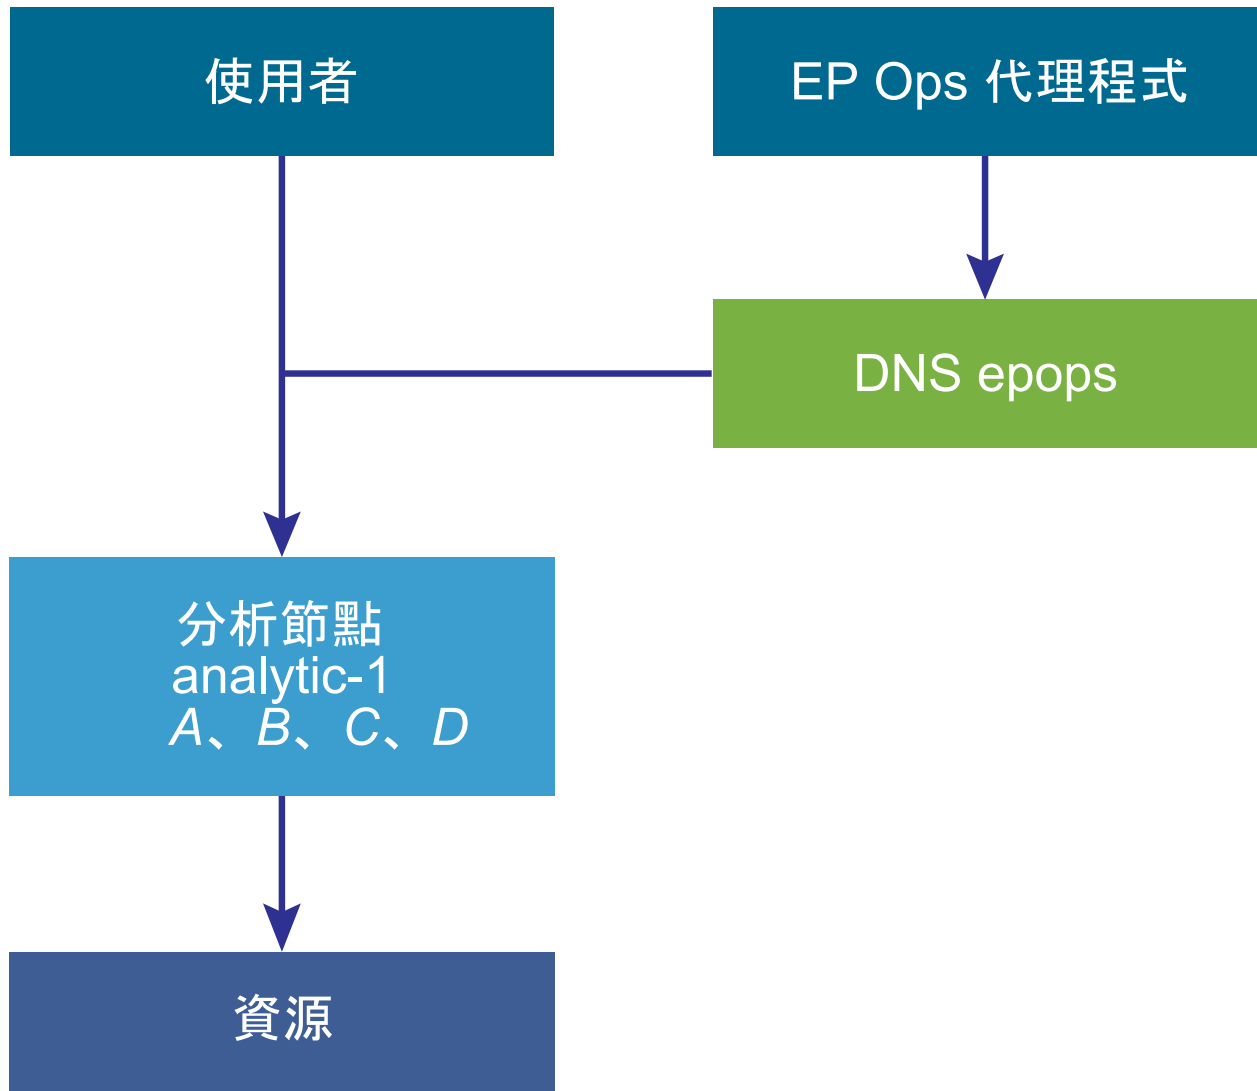 使用者
EP Ops 代理程式
DNS epops
分析節點
analytic-1
A、B、C、D
資源